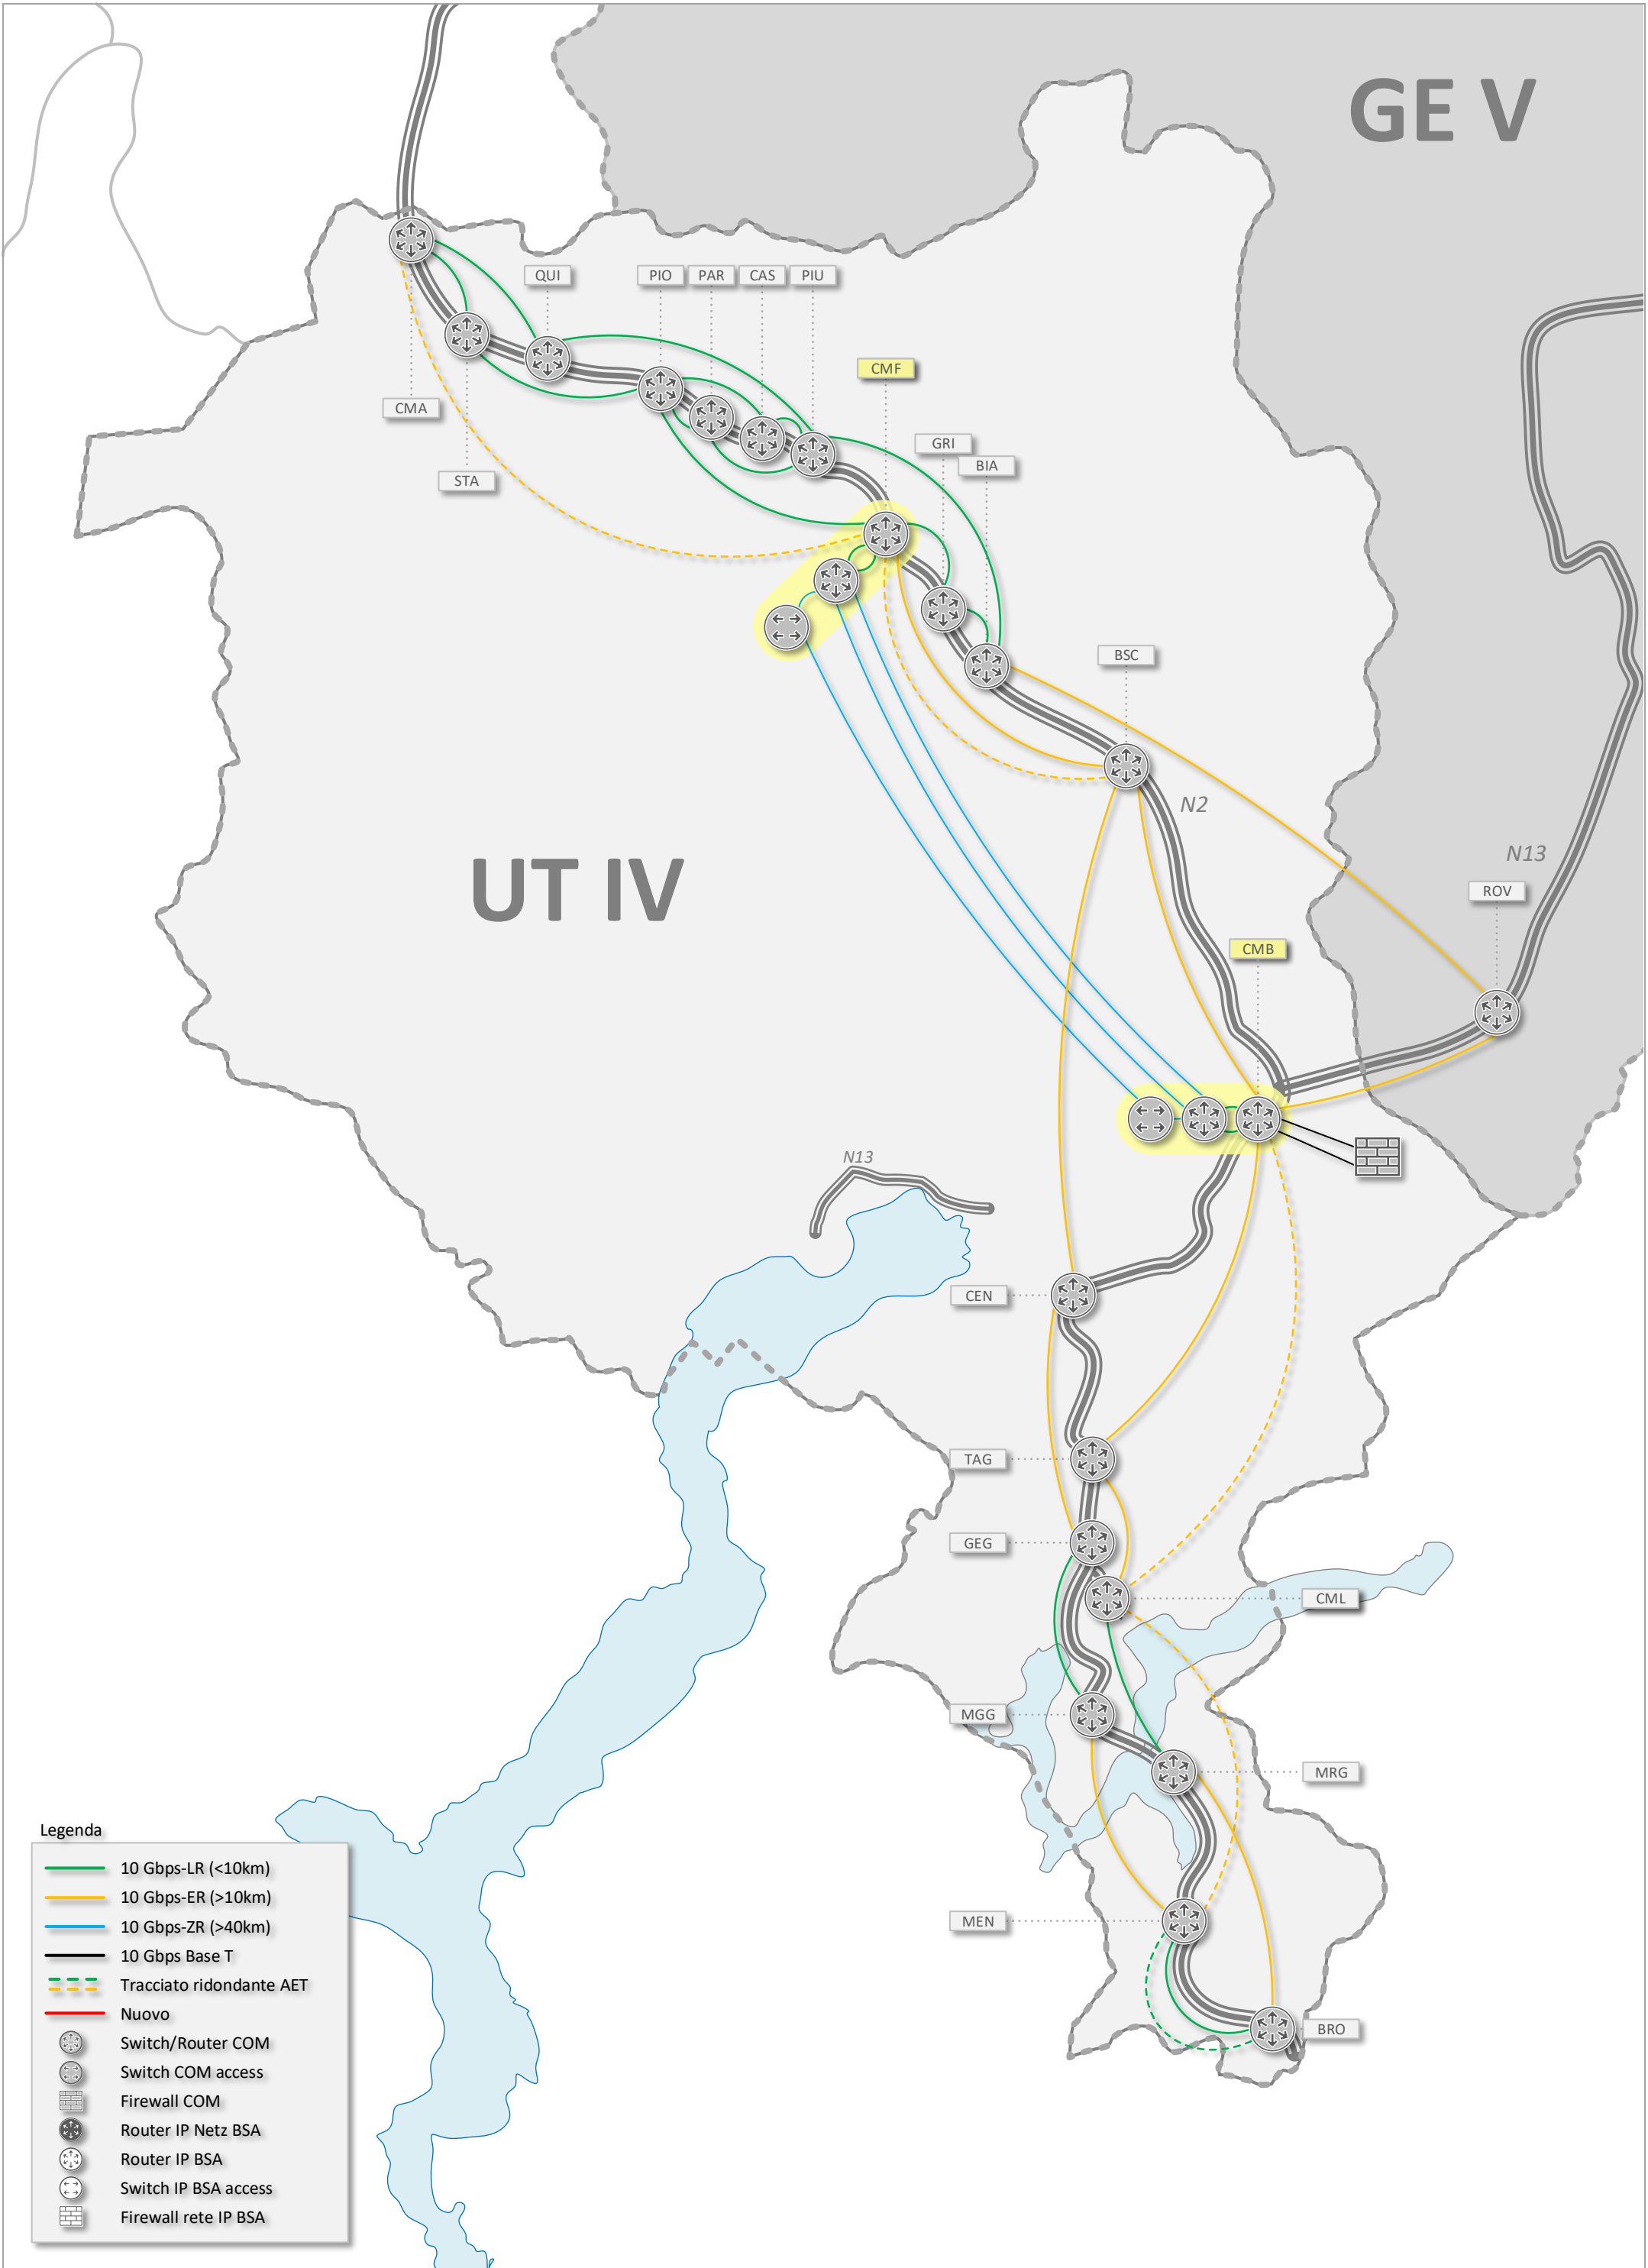 GE V
QUI
PIO
PAR
CAS
PIU
CMF
CMA
GRI
BIA
STA
BSC
N2
UT IV
N13
ROV
CMB
N13
CEN
TAG
GEG
CML
MGG
MRG
MEN
BRO
Legenda
10 Gbps-LR (<10km)
10 Gbps-ER (>10km)
10 Gbps-ZR (>40km)
10 Gbps Base T
Tracciato ridondante AET
Nuovo
Switch/Router COM
Switch COM access
Firewall COM
Router IP Netz BSA
Router IP BSA
Switch IP BSA access
Firewall rete IP BSA